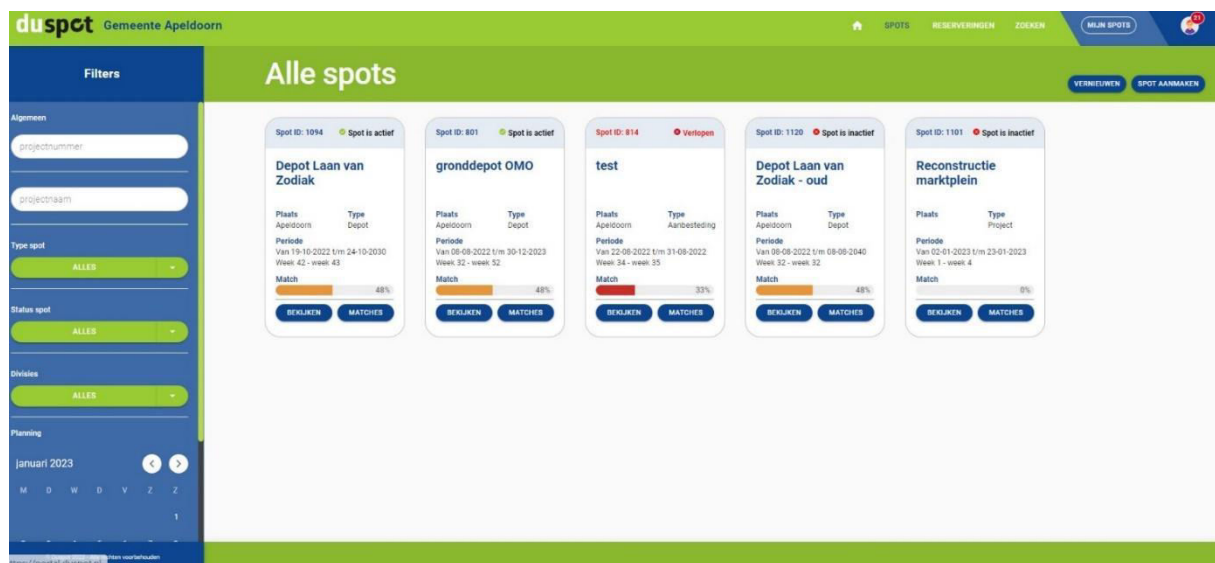 duspot Gemeente Apeldoorn
SPOTS RESERVERINGEN ZOEKEN MIJN SPOTS 21
Filters
Alle spots
VERNIEUWEN SPOT AANMAKEN
Algemeen
projectnummer
projectnaam
Type spot
ALLES
Status spot
ALLES
Divisies
ALLES
Planning
januari 2023
M D W D V Z Z
1
Spot ID: 1094 Spot is actief
Depot Laan van
Zodiak
Plaats Type
Apeldoorn Depot
Periode
Van 19-10-2022 t/m 24-10-2030
Week 42 - week 43
Match
48%
BEKIJKEN MATCHES
Spot ID: 801 Spot is actief
gronddepot OMO
Plaats Type
Apeldoorn Depot
Periode
Van 08-08-2022 t/m 30-12-2023
Week 32 - week 52
Match
48%
BEKIJKEN MATCHES
Spot ID: 814 Verlopen
test
Plaats Type
Apeldoorn Aanbesteding
Periode
Van 22-08-2022 t/m 31-08-2022
Week 34 - week 35
Match
33%
BEKIJKEN MATCHES
Spot ID: 1120 Spot is inactief
Depot Laan van
Zodiak - oud
Plaats Type
Apeldoorn Depot
Periode
Van 08-08-2022 t/m 08-08-2040
Week 32 - week 32
Match
48%
BEKIJKEN MATCHES
Spot ID: 1101 Spot is inactief
Reconstructie
marktplein
Plaats Type
Project
Periode
Van 02-01-2023 t/m 23-01-2023
Week 1 - week 4
Match
0%
BEKIJKEN MATCHES
voorbehouden